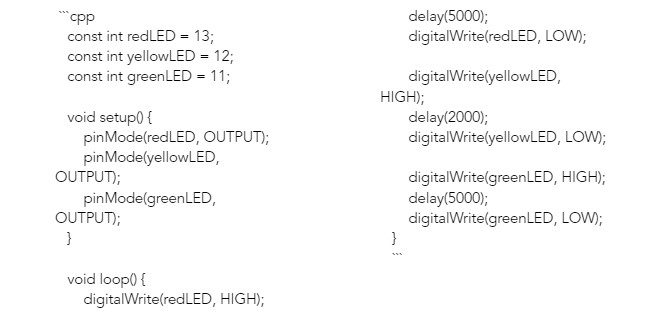 ```cpp
const int redLED = 13;
const int yellowLED = 12;
const int greenLED = 11;
void setup() {
pinMode(redLED, OUTPUT);
pinMode(yellowLED,
OUTPUT);
pinMode(greenLED,
OUTPUT);
}
void loop() {
digitalWrite(redLED, HIGH);
delay(5000);
digitalWrite(redLED, LOW);
digitalWrite(yellowLED,
HIGH);
delay(2000);
digitalWrite(yellowLED, LOW);
digitalWrite(greenLED, HIGH);
delay(5000);
digitalWrite(greenLED, LOW);
}
```